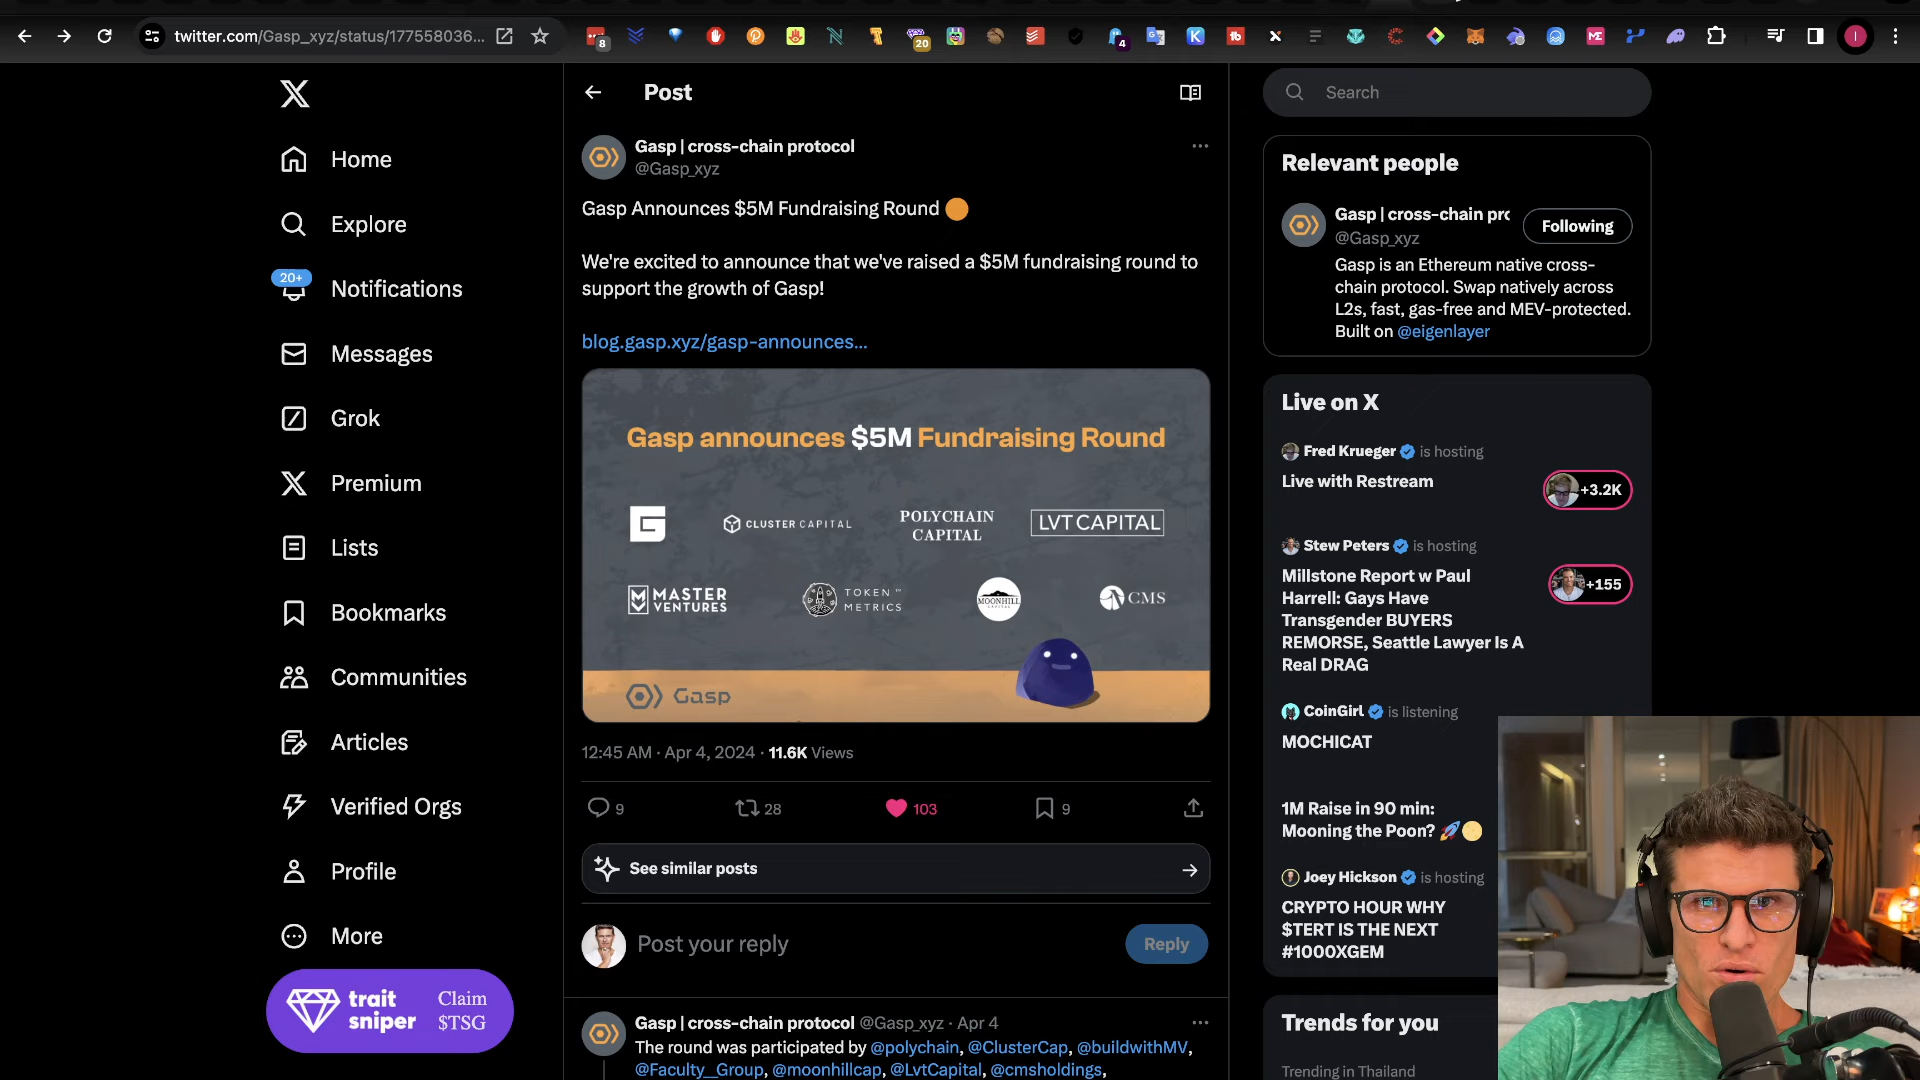 twitter.com/Gasp_xyz/status/177558036...
8
20
4
Home
Explore
20+
Notifications
Messages
Grok
Premium
Lists
Bookmarks
Communities
Articles
Verified Orgs
Profile
More
trait sniper
Claim $TSG
Post
Gasp | cross-chain protocol
@Gasp_xyz
Gasp Announces $5M Fundraising Round
We're excited to announce that we've raised a $5M fundraising round to
support the growth of Gasp!
blog.gasp.xyz/gasp-announces...
Gasp announces $5M Fundraising Round
CLUSTER CAPITAL
POLYCHAIN
CAPITAL
LVT CAPITAL
MASTER
VENTURES
TOKEN™
METRICS
MOONHILL
CAPITAL
CMS
Gasp
12:45 AM · Apr 4, 2024 · 11.6K Views
9
28
103
9
See similar posts
Post your reply
Reply
Gasp | cross-chain protocol @Gasp_xyz · Apr 4
The round was participated by @polychain, @ClusterCap, @buildwithMV,
@Faculty_Group, @moonhillcap, @LvtCapital, @cmsholdings,
Search
Relevant people
Gasp | cross-chain prc
@Gasp_xyz
Following
Gasp is an Ethereum native cross-
chain protocol. Swap natively across
L2s, fast, gas-free and MEV-protected.
Built on @eigenlayer
Live on X
Fred Krueger is hosting
Live with Restream
+3.2K
Stew Peters is hosting
Millstone Report w Paul
Harrell: Gays Have
Transgender BUYERS
REMORSE, Seattle Lawyer Is A
Real DRAG
+155
CoinGirl is listening
MOCHICAT
1M Raise in 90 min:
Mooning the Poon?
Joey Hickson is hosting
CRYPTO HOUR WHY
$TERT IS THE NEXT
#1000XGEM
Trends for you
Trending in Thailand